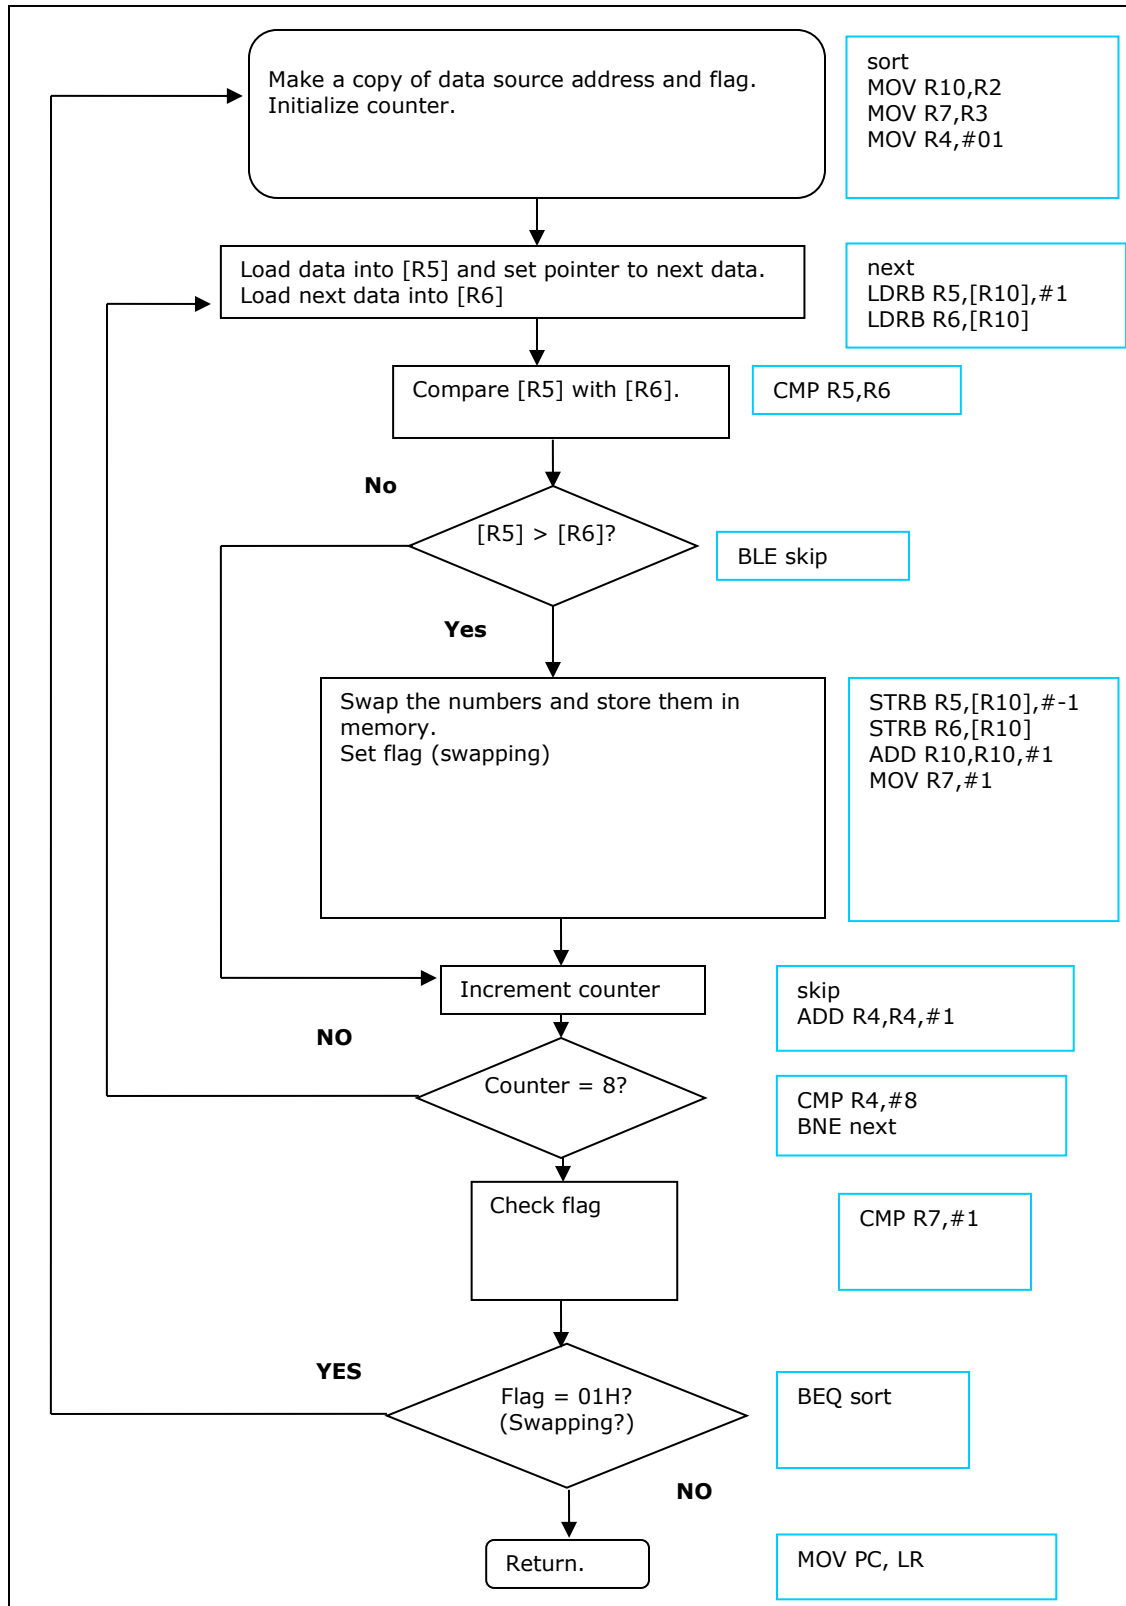 Make a copy of data source address and flag.
Initialize counter.
sort
MOV R10,R2
MOV R7,R3
MOV R4,#01
Load data into [R5] and set pointer to next data.
Load next data into [R6]
next
LDRB R5,[R10],#1
LDRB R6,[R10]
Compare [R5] with [R6].
CMP R5,R6
No
[R5] > [R6]?
BLE skip
Yes
Swap the numbers and store them in
memory.
Set flag (swapping)
STRB R5,[R10],#-1
STRB R6,[R10]
ADD R10,R10,#1
MOV R7,#1
Increment counter
skip
ADD R4,R4,#1
NO
Counter = 8?
CMP R4,#8
BNE next
Check flag
CMP R7,#1
YES
Flag = 01H?
(Swapping?)
BEQ sort
NO
Return.
MOV PC, LR